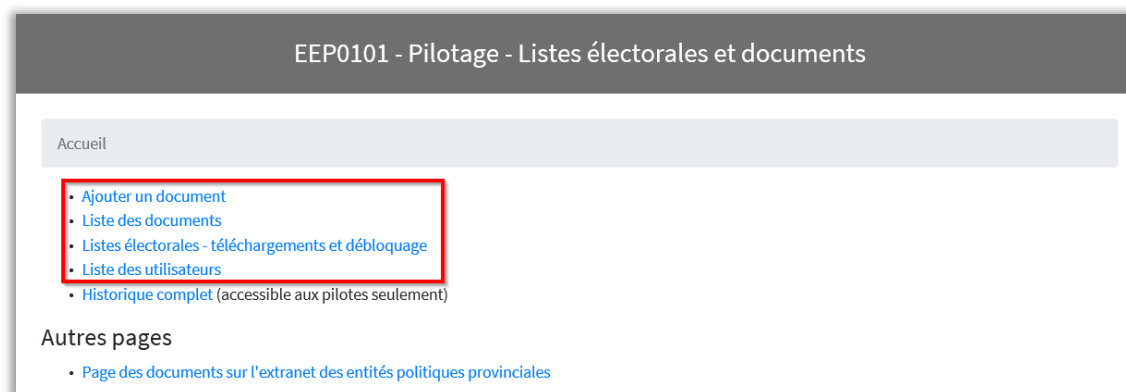 EEP0101 - Pilotage - Listes électorales et documents
Accueil
• Ajouter un document
• Liste des documents
• Listes électorales - téléchargements et débloquage
• Liste des utilisateurs
• Historique complet (accessible aux pilotes seulement)
Autres pages
• Page des documents sur l'extranet des entités politiques provinciales